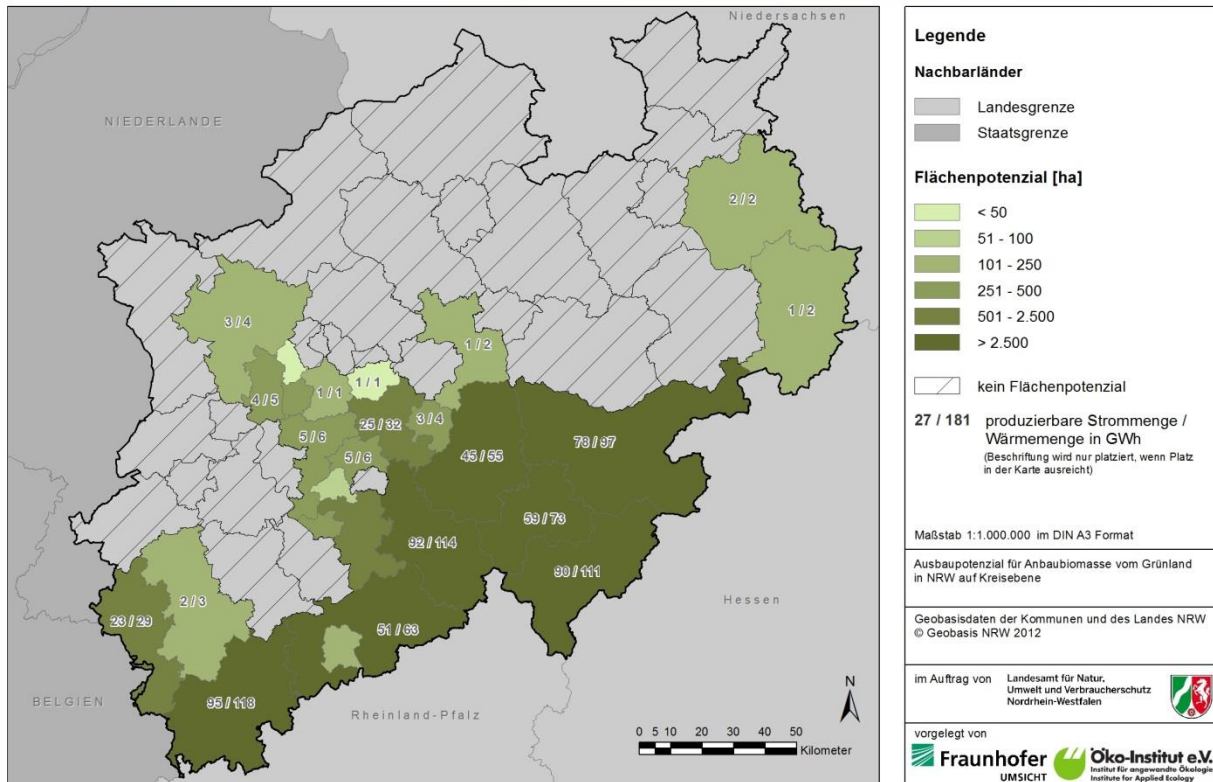 Niedersachsen
NIEDERLANDE
2 / 2
1 / 2
3 / 4
1 / 2
1 / 1
1 / 1
4 / 5
25 / 32
3 / 4
5 / 6
78 / 97
5 / 6
45 / 55
59 / 73
92 / 114
90 / 111
2 / 3
23 / 29
51 / 63
Hessen
BELGIEN
95 / 118
Rheinland-Pfalz
N
0 5 10 20 30 40 50
Kilometer
Legende
Nachbarländer
Landesgrenze
Staatsgrenze
Flächenpotenzial [ha]
< 50
51 - 100
101 - 250
251 - 500
501 - 2.500
> 2.500
kein Flächenpotenzial
27 / 181 produzierbare Strommenge /
Wärmemenge in GWh
(Beschriftung wird nur platziert, wenn Platz
in der Karte ausreicht)
Maßstab 1:1.000.000 im DIN A3 Format
Ausbaupotenzial für Anbaubiomasse vom Grünland
in NRW auf Kreisebene
Geobasisdaten der Kommunen und des Landes NRW
© Geobasis NRW 2012
im Auftrag von
Landesamt für Natur,
Umwelt und Verbraucherschutz
Nordrhein-Westfalen
vorgelegt von
Fraunhofer
UMSICHT
Öko-Institut e.V.
Institut für angewandte Ökologie
Institute for Applied Ecology